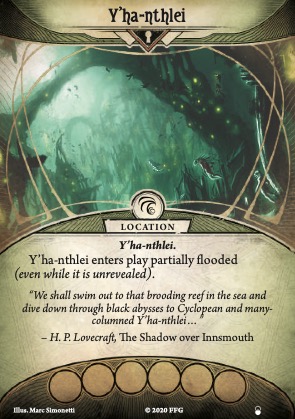 Y'ha-nthlei
LOCATION
Y'ha-nthlei.
Y'ha-nthlei enters play partially flooded
(even while it is unrevealed).
“We shall swim out to that brooding reef in the sea and
dive down through black abysses to Cyclopean and many-
columned Y'ha-nthlei…
– H. P. Lovecraft, The Shadow over Innsmouth
Illus. Marc Simonetti
© 2020 FFG